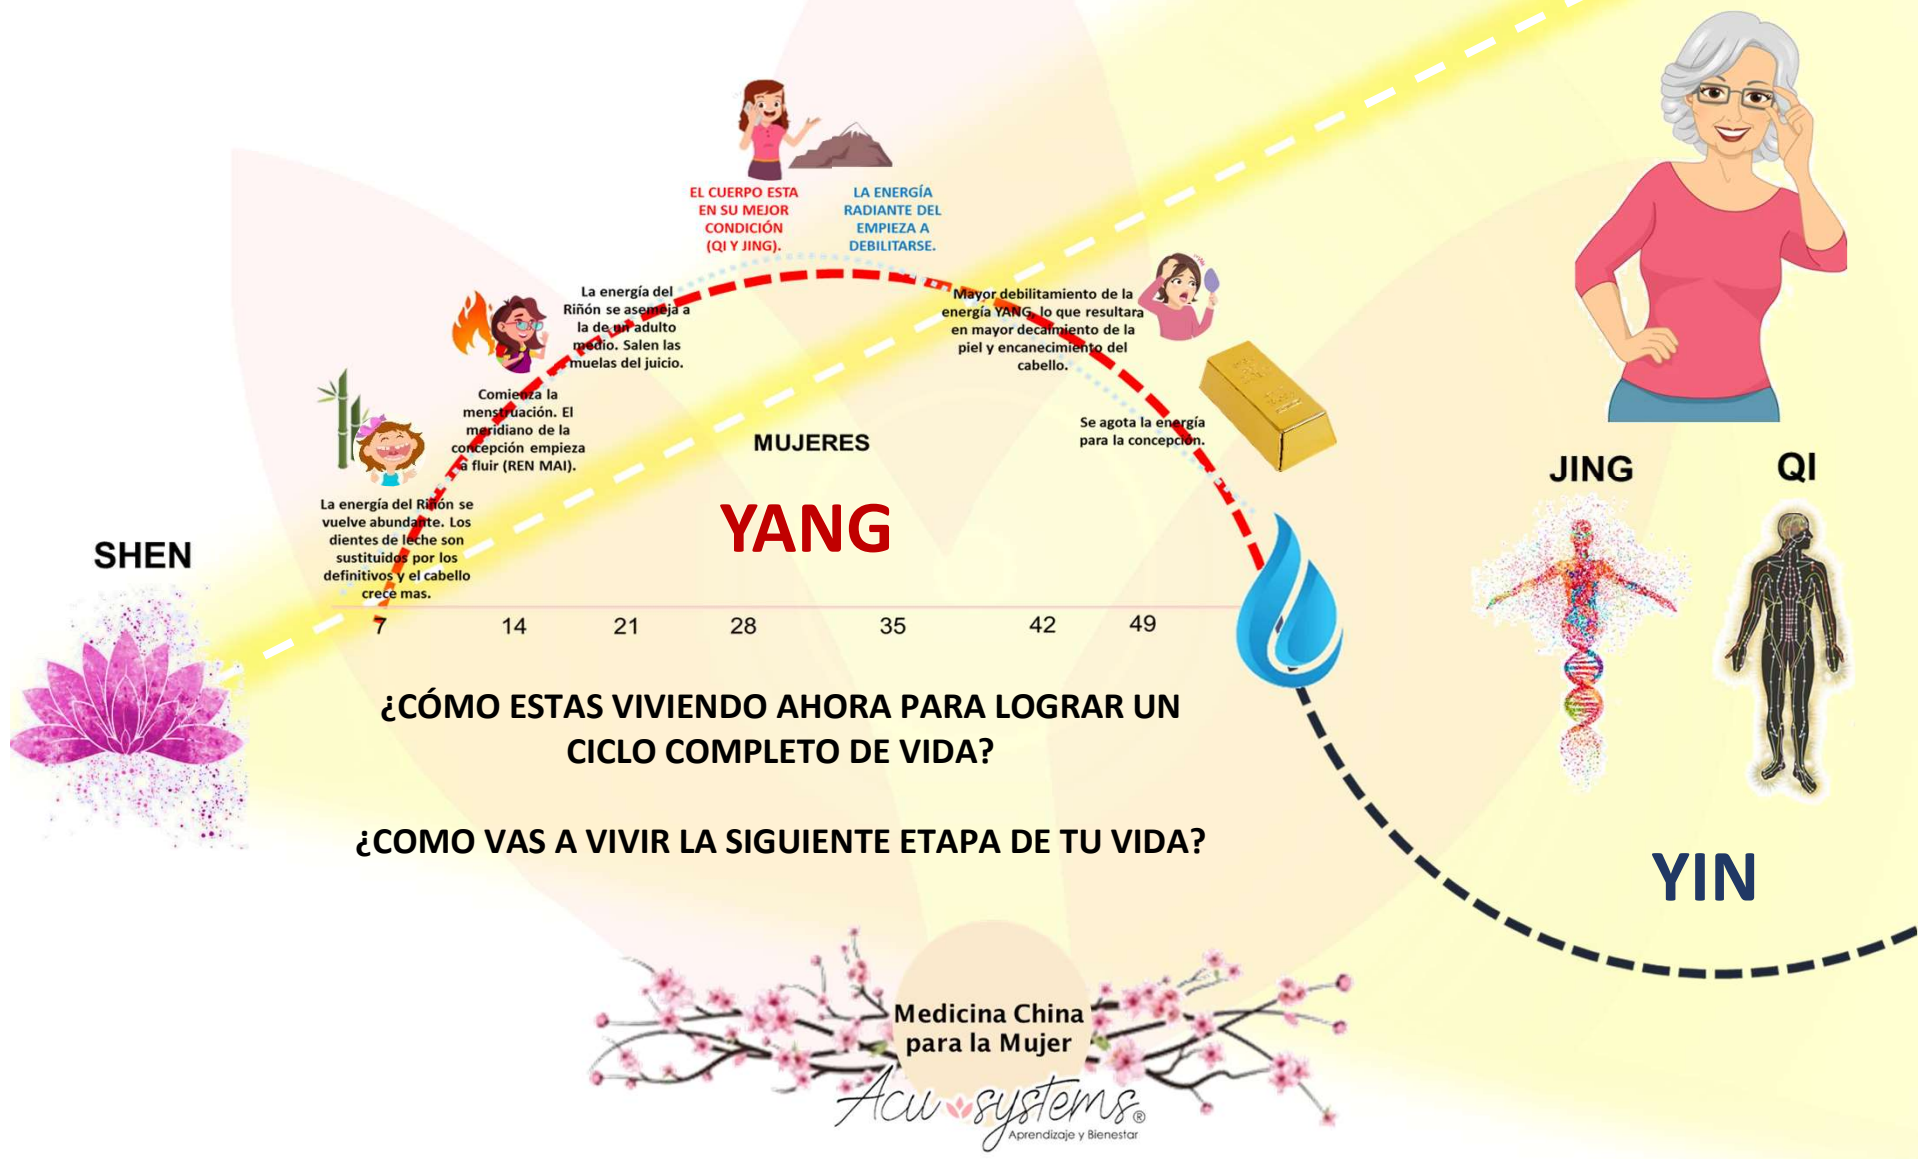 EL CUERPO ESTA
EN SU MEJOR
CONDICIÓN
(QI Y JING).
LA ENERGÍA
RADIANTE DEL
EMPIEZA A
DEBILITARSE.
La energía del
Riñón se asemeja a
la de un adulto
medio. Salen las
muelas del juicio.
Mayor debilitamiento de la
energía YANG, lo que resultara
en mayor decaimiento de la
piel y encanecimiento del
cabello.
Comienza la
menstruación. El
meridiano de la
concepción empieza
a fluir (REN MAI).
Se agota la energía
para la concepción.
MUJERES
YANG
JING
QI
La energía del Riñón se
vuelve abundante. Los
dientes de leche son
sustituidos por los
definitivos y el cabello
crece mas.
SHEN
7 14 21 28 35 42 49
¿CÓMO ESTAS VIVIENDO AHORA PARA LOGRAR UN
CICLO COMPLETO DE VIDA?
¿COMO VAS A VIVIR LA SIGUIENTE ETAPA DE TU VIDA?
YIN
Medicina China
para la Mujer
Acu systems®
Aprendizaje y Bienestar